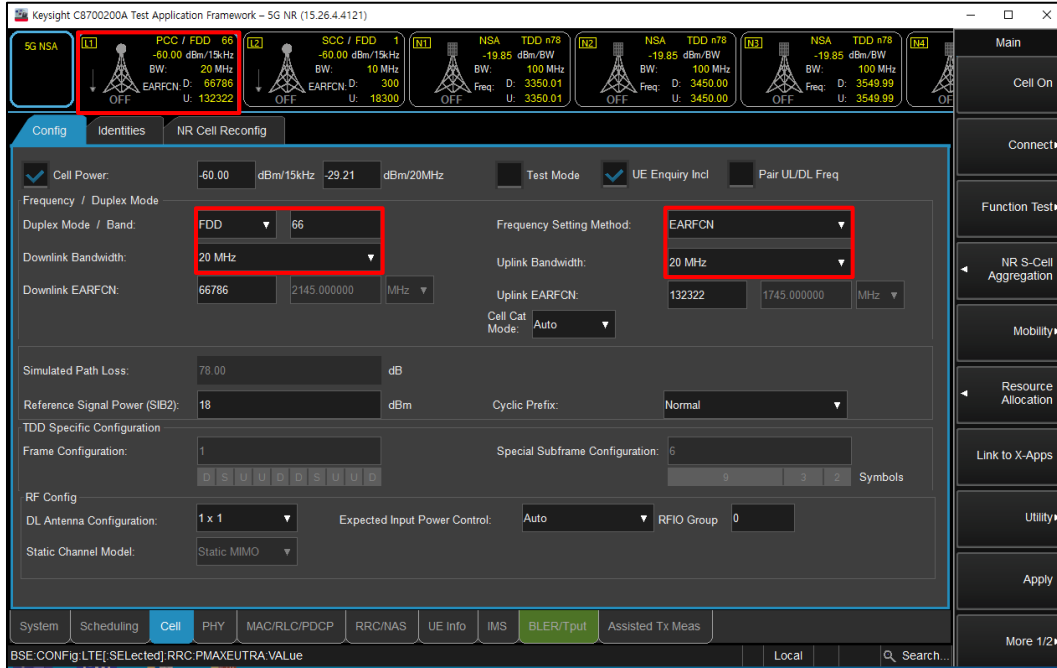 Keysight C8700200A Test Application Framework – 5G NR (15.26.4.4121)
5G NSA
L1 PCC / FDD 66
-60.00 dBm/15kHz
BW: 20 MHz
EARFCN: D: 66786
OFF U: 132322
L2 SCC / FDD 1
-60.00 dBm/15kHz
BW: 10 MHz
EARFCN: D: 300
OFF U: 18300
N1 NSA TDD n78
-19.85 dBm/BW
BW: 100 MHz
Freq: D: 3350.01
OFF U: 3350.01
N2 NSA TDD n78
-19.85 dBm/BW
BW: 100 MHz
Freq: D: 3450.00
OFF U: 3450.00
N3 NSA TDD n78
-19.85 dBm/BW
BW: 100 MHz
Freq: D: 3549.99
OFF U: 3549.99
N4
OF
Main
Cell On
Connect
Function Test
NR S-Cell
Aggregation
Mobility
Resource
Allocation
Link to X-Apps
Utility
Apply
More 1/2
Config Identities NR Cell Reconfig
Cell Power: -60.00 dBm/15kHz -29.21 dBm/20MHz Test Mode UE Enquiry Incl Pair UL/DL Freq
Frequency / Duplex Mode
Duplex Mode / Band: FDD 66 Frequency Setting Method: EARFCN
Downlink Bandwidth: 20 MHz Uplink Bandwidth: 20 MHz
Downlink EARFCN: 66786 2145.000000 MHz Uplink EARFCN: 132322 1745.000000 MHz
Cell Cat
Mode: Auto
Simulated Path Loss: 78.00 dB
Reference Signal Power (SIB2): 18 dBm Cyclic Prefix: Normal
TDD Specific Configuration
Frame Configuration: 1 Special Subframe Configuration: 6
D S U U D D S U U D 9 3 2 Symbols
RF Config
DL Antenna Configuration: 1 x 1 Expected Input Power Control: Auto RFIO Group 0
Static Channel Model: Static MIMO
System Scheduling Cell PHY MAC/RLC/PDCP RRC/NAS UE Info IMS BLER/Tput Assisted Tx Meas
BSE:CONFig:LTE[:SELected]:RRC:PMAXEUTRA:VALue Local Search...